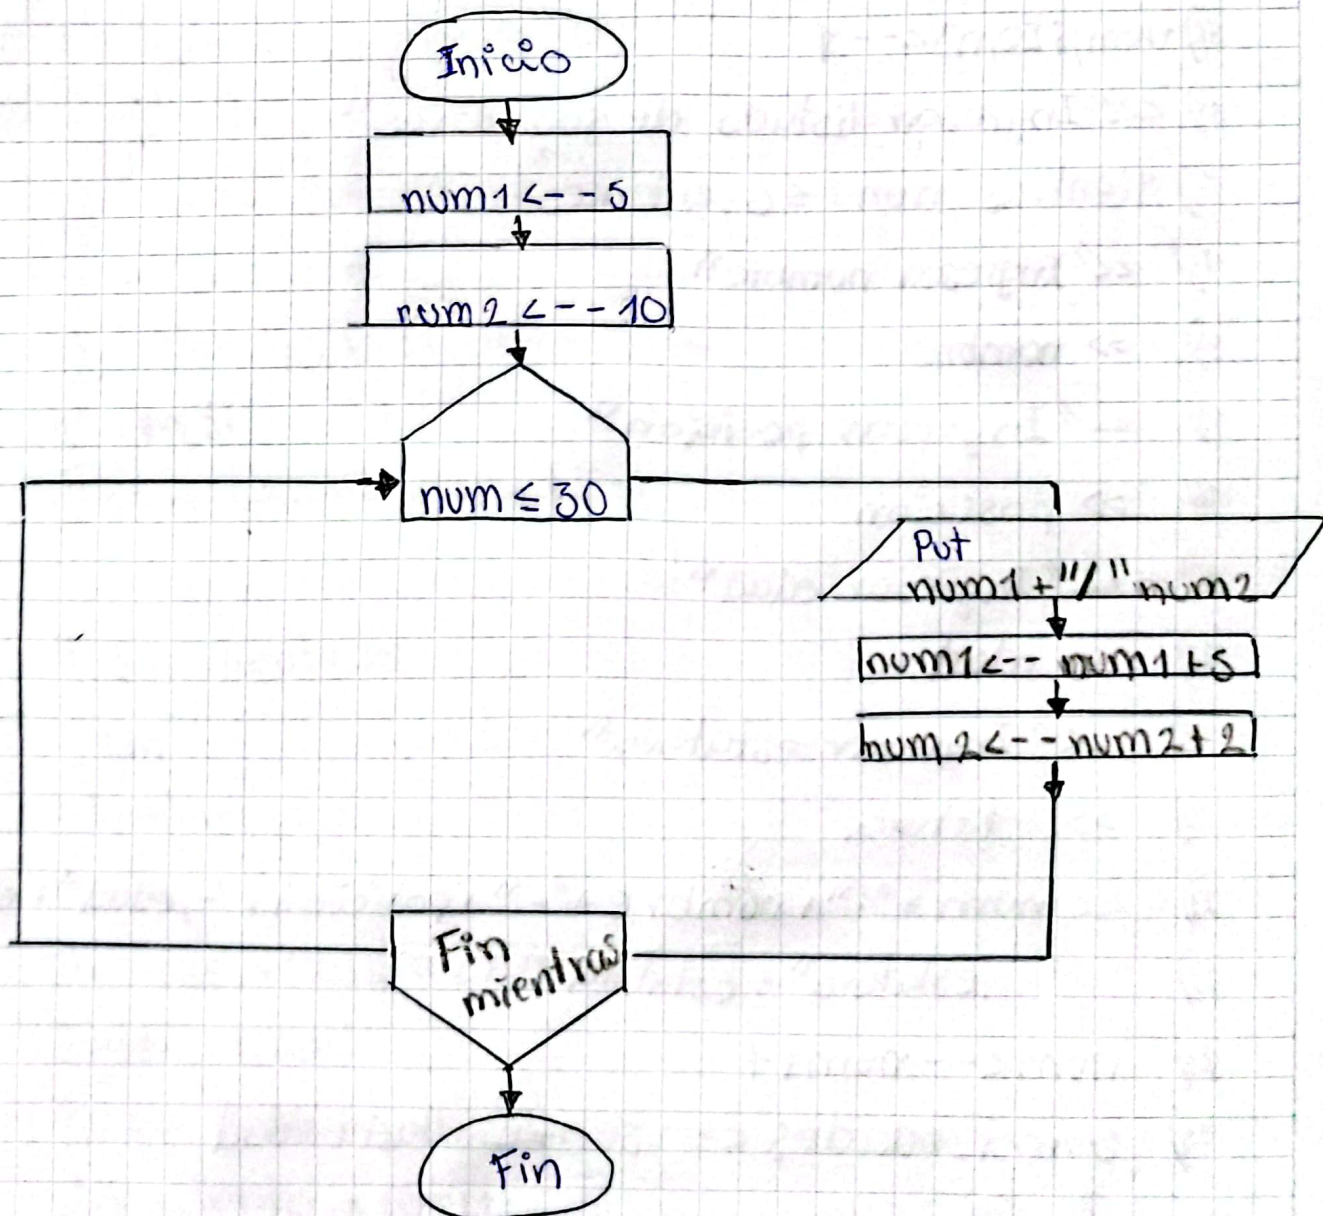 Inicio
num1 <-- 5
num2 <-- 10
num ≤ 30
Put
num1 + "/" num2
num1 <-- num1 + 5
num2 <-- num2 + 2
Fin
mientras
Fin